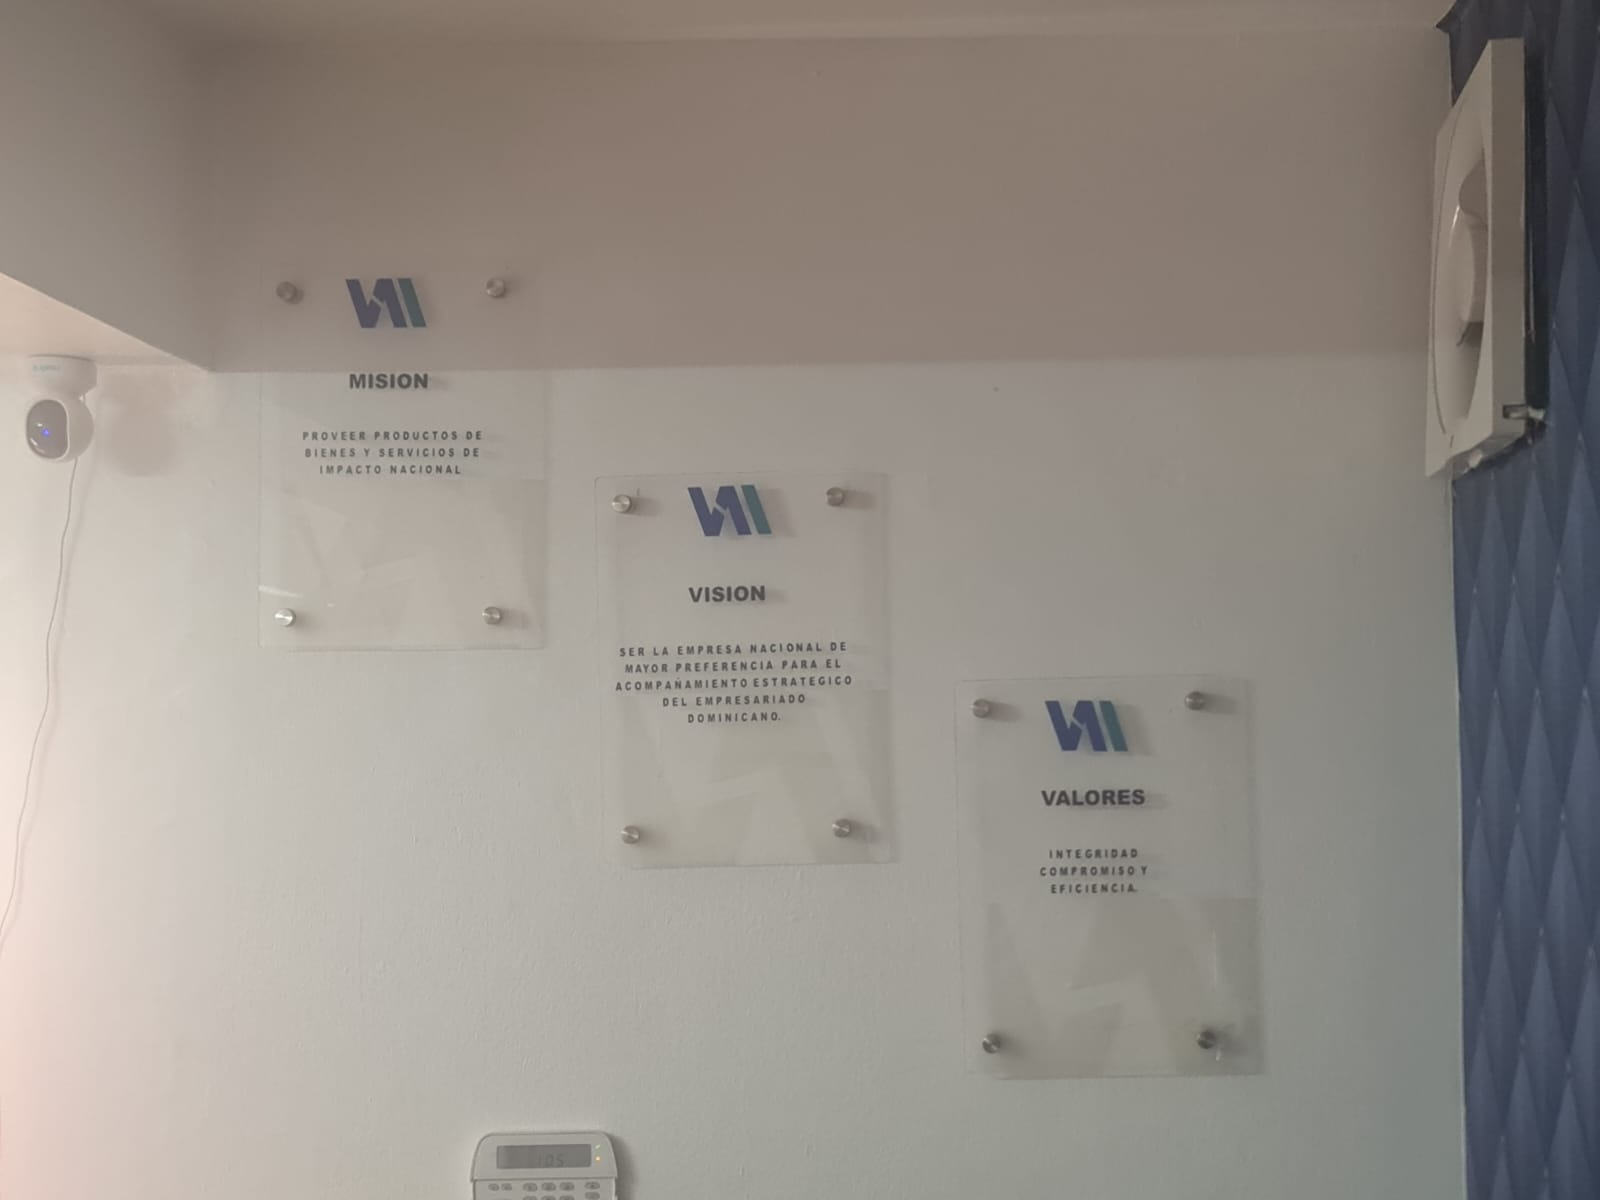 MISION
PROVEER PRODUCTOS DE
BIENES Y SERVICIOS DE
IMPACTO NACIONAL
VISION
SER LA EMPRESA NACIONAL DE
MAYOR PREFERENCIA PARA EL
ACOMPAÑAMIENTO ESTRATEGICO
DEL EMPRESARIADO
DOMINICANO.
VALORES
INTEGRIDAD
COMPROMISO Y
EFICIENCIA.